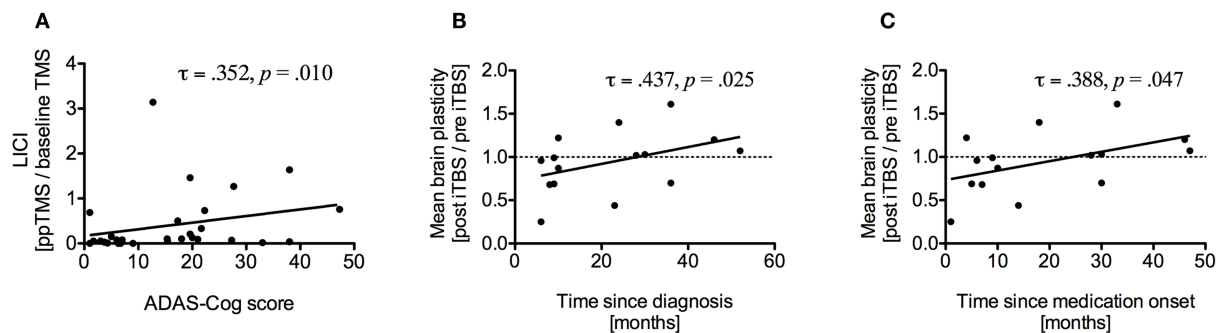 A
LICI
[ppTMS / baseline TMS
τ = .352, p = .010
4
3
2
1
0
0 10 20 30 40 50
ADAS-Cog score
B
Mean brain plasticity
[post iTBS / pre iTBS]
τ = .437, p = .025
2.0
1.5
1.0
0.5
0.0
0 20 40 60
Time since diagnosis
[months]
C
Mean brain plasticity
[post iTBS / pre iTBS]
τ = .388, p = .047
2.0
1.5
1.0
0.5
0.0
0 10 20 30 40 50
Time since medication onset
[months]